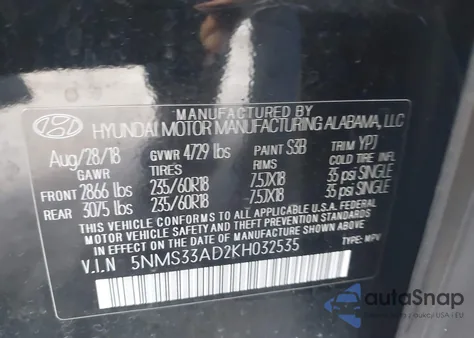 MANUFACTURED BY
HYUNDAI MOTOR MANUFACTURING ALABAMA, LLC
Aug/28/18 GVWR 4729 lbs PAINT S3B TRIM YPJ
GAWR TIRES RIMS COLD TIRE INFL
FRONT 2866 lbs 235/60R18 7.5JX18 35 psi SINGLE
REAR 3075 lbs 235/60R18 7.5JX18 35 psi SINGLE
THIS VEHICLE CONFORMS TO ALL APPLICABLE U.S.A. FEDERAL
MOTOR VEHICLE SAFETY AND THEFT PREVENTION STANDARDS
IN EFFECT ON THE DATE OF MANUFACTURE SHOWN ABOVE.
V.I.N 5NMS33AD2KH032535 TYPE: MPV
autoSnap
z aukcji USA i EU